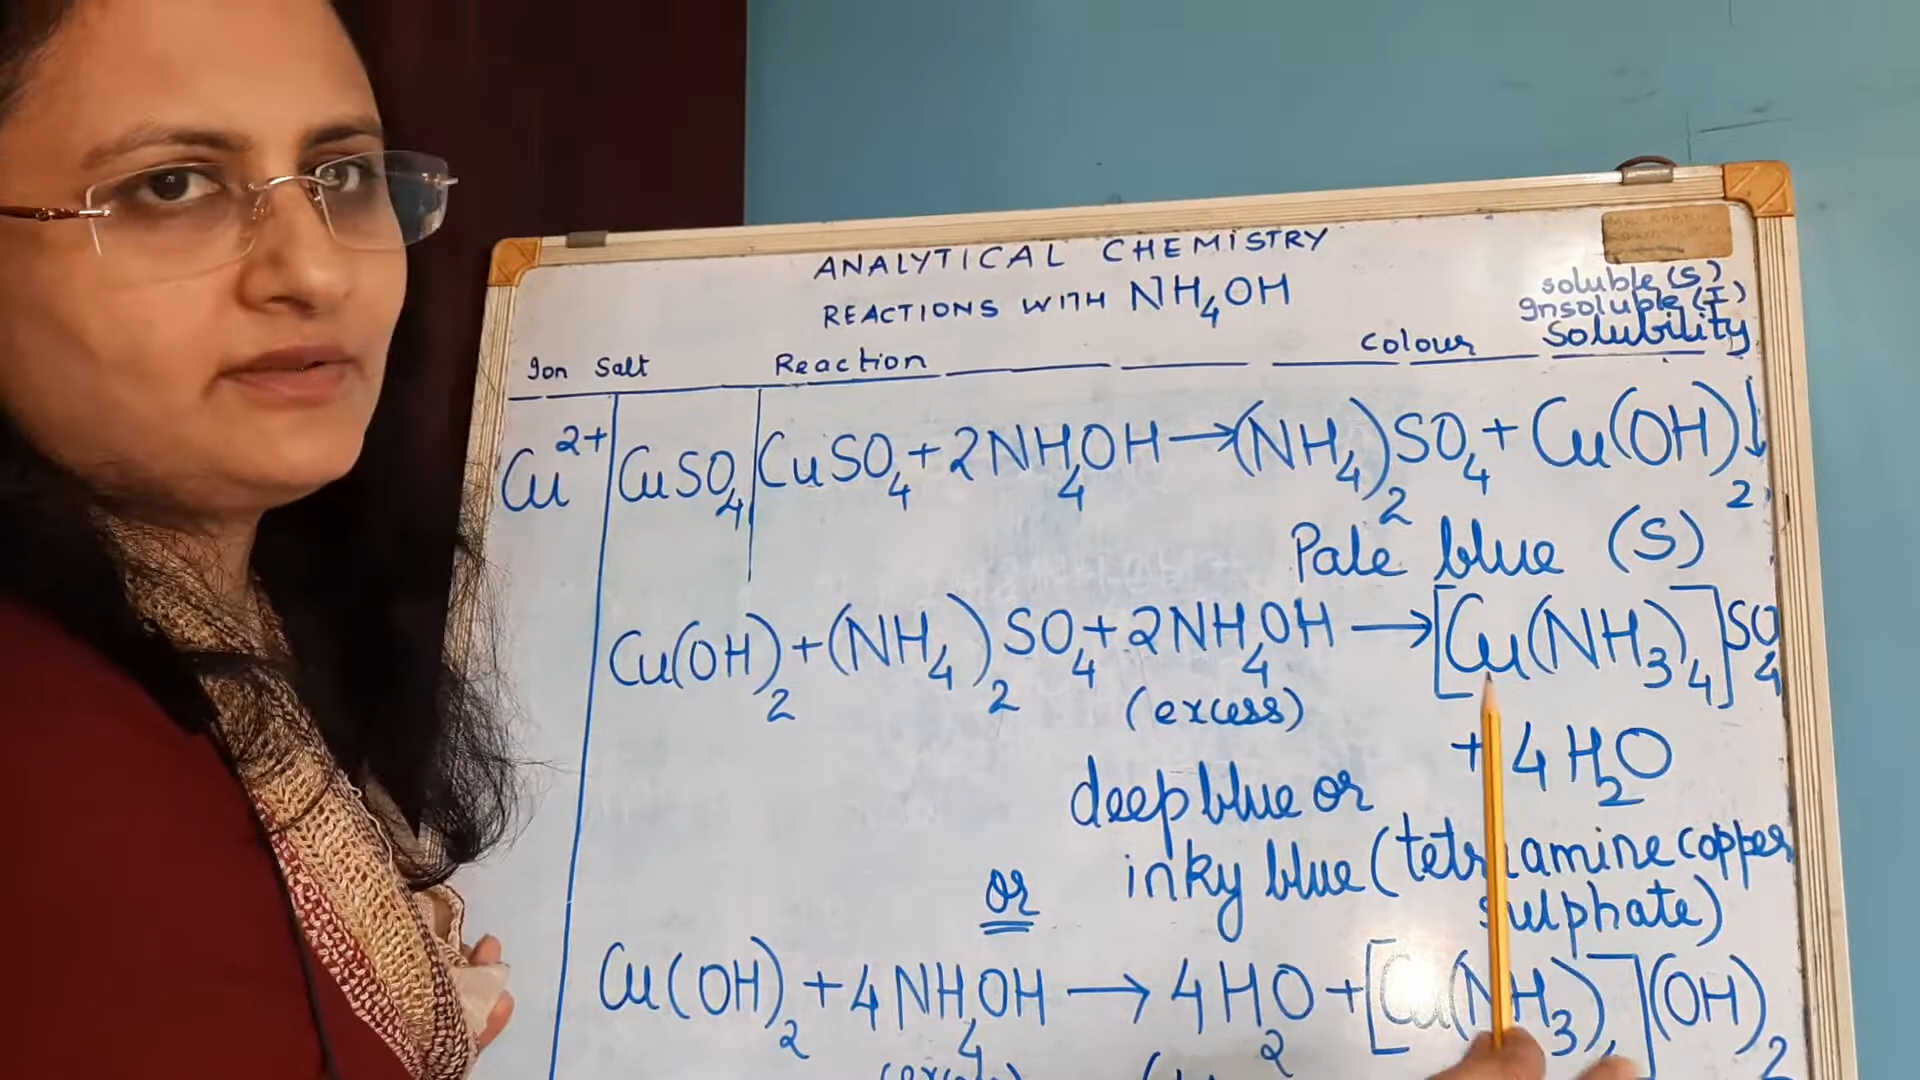 ANALYTICAL CHEMISTRY
REACTIONS WITH NH₄OH
soluble (S)
Insoluble (I)
Ion Salt Reaction Colour Solubility
Cu²⁺ CuSO₄ CuSO₄ + 2NH₄OH → (NH₄)₂SO₄ + Cu(OH)₂↓
Pale blue (S)
Cu(OH)₂ + (NH₄)₂SO₄ + 2NH₄OH → [Cu(NH₃)₄]SO₄
(excess)
+ 4H₂O
deep blue or
inky blue (tetraamine copper
sulphate)
or
Cu(OH)₂ + 4NH₄OH → 4H₂O + [Cu(NH₃)₄](OH)₂